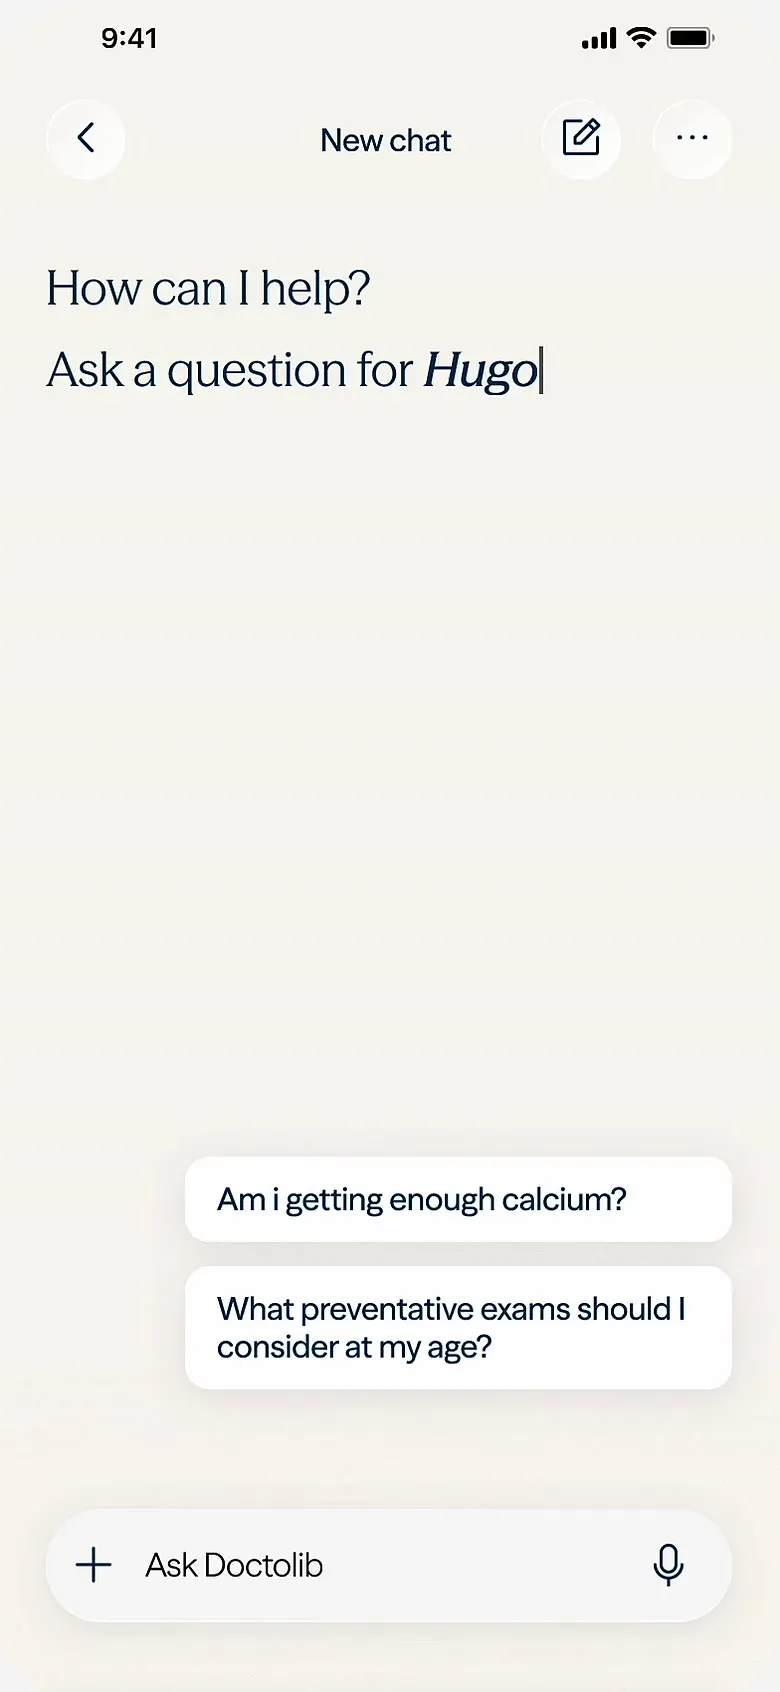 9:41
New chat
How can I help?
Ask a question for Hugo
Am i getting enough calcium?
What preventative exams should I
consider at my age?
Ask Doctolib